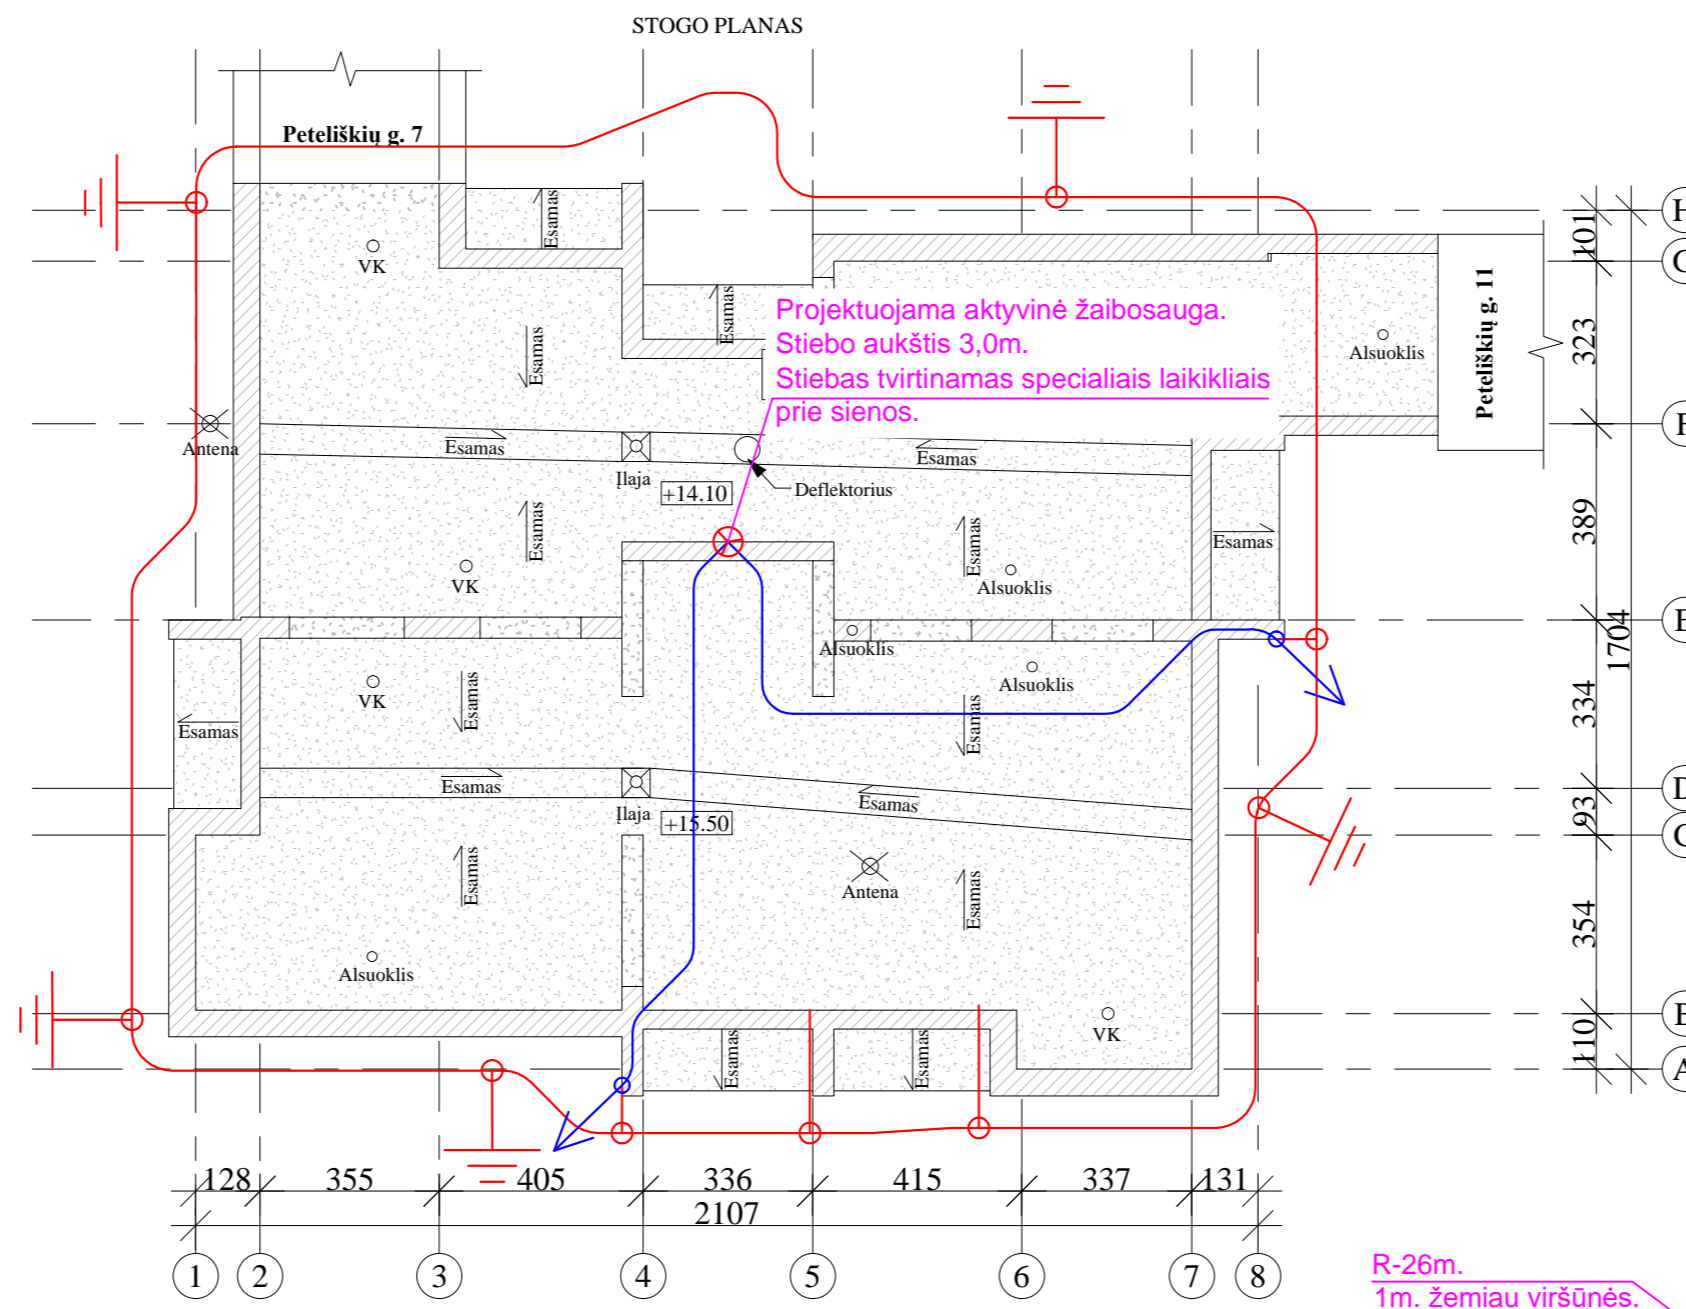 STOGO PLANAS
Peteliškių g. 7
Esamas
VK
Esamas
Esamas
Projektuojama aktyvinė žaibosauga.
Stiebo aukštis 3,0m.
Stiebas tvirtinamas specialiais laikikliais
prie sienos.
Alsuoklis
Peteliškių g. 11
Antena
Esamas
Įlaja
+14.10
Deflektorius
Esamas
Esamas
VK
Esamas
Alsuoklis
Esamas
Alsuoklis
Alsuoklis
VK
Esamas
Esamas
Esamas
Esamas
Įlaja
+15.50
Esamas
Esamas
Antena
Esamas
Alsuoklis
VK
Esamas
Esamas
H
101
323
389
E
334
1704
D
93
354
110
A
128 355 405 336 415 337 131
2107
1 2 3 4 5 6 7 8
R-26m.
1m. žemiau viršūnės.